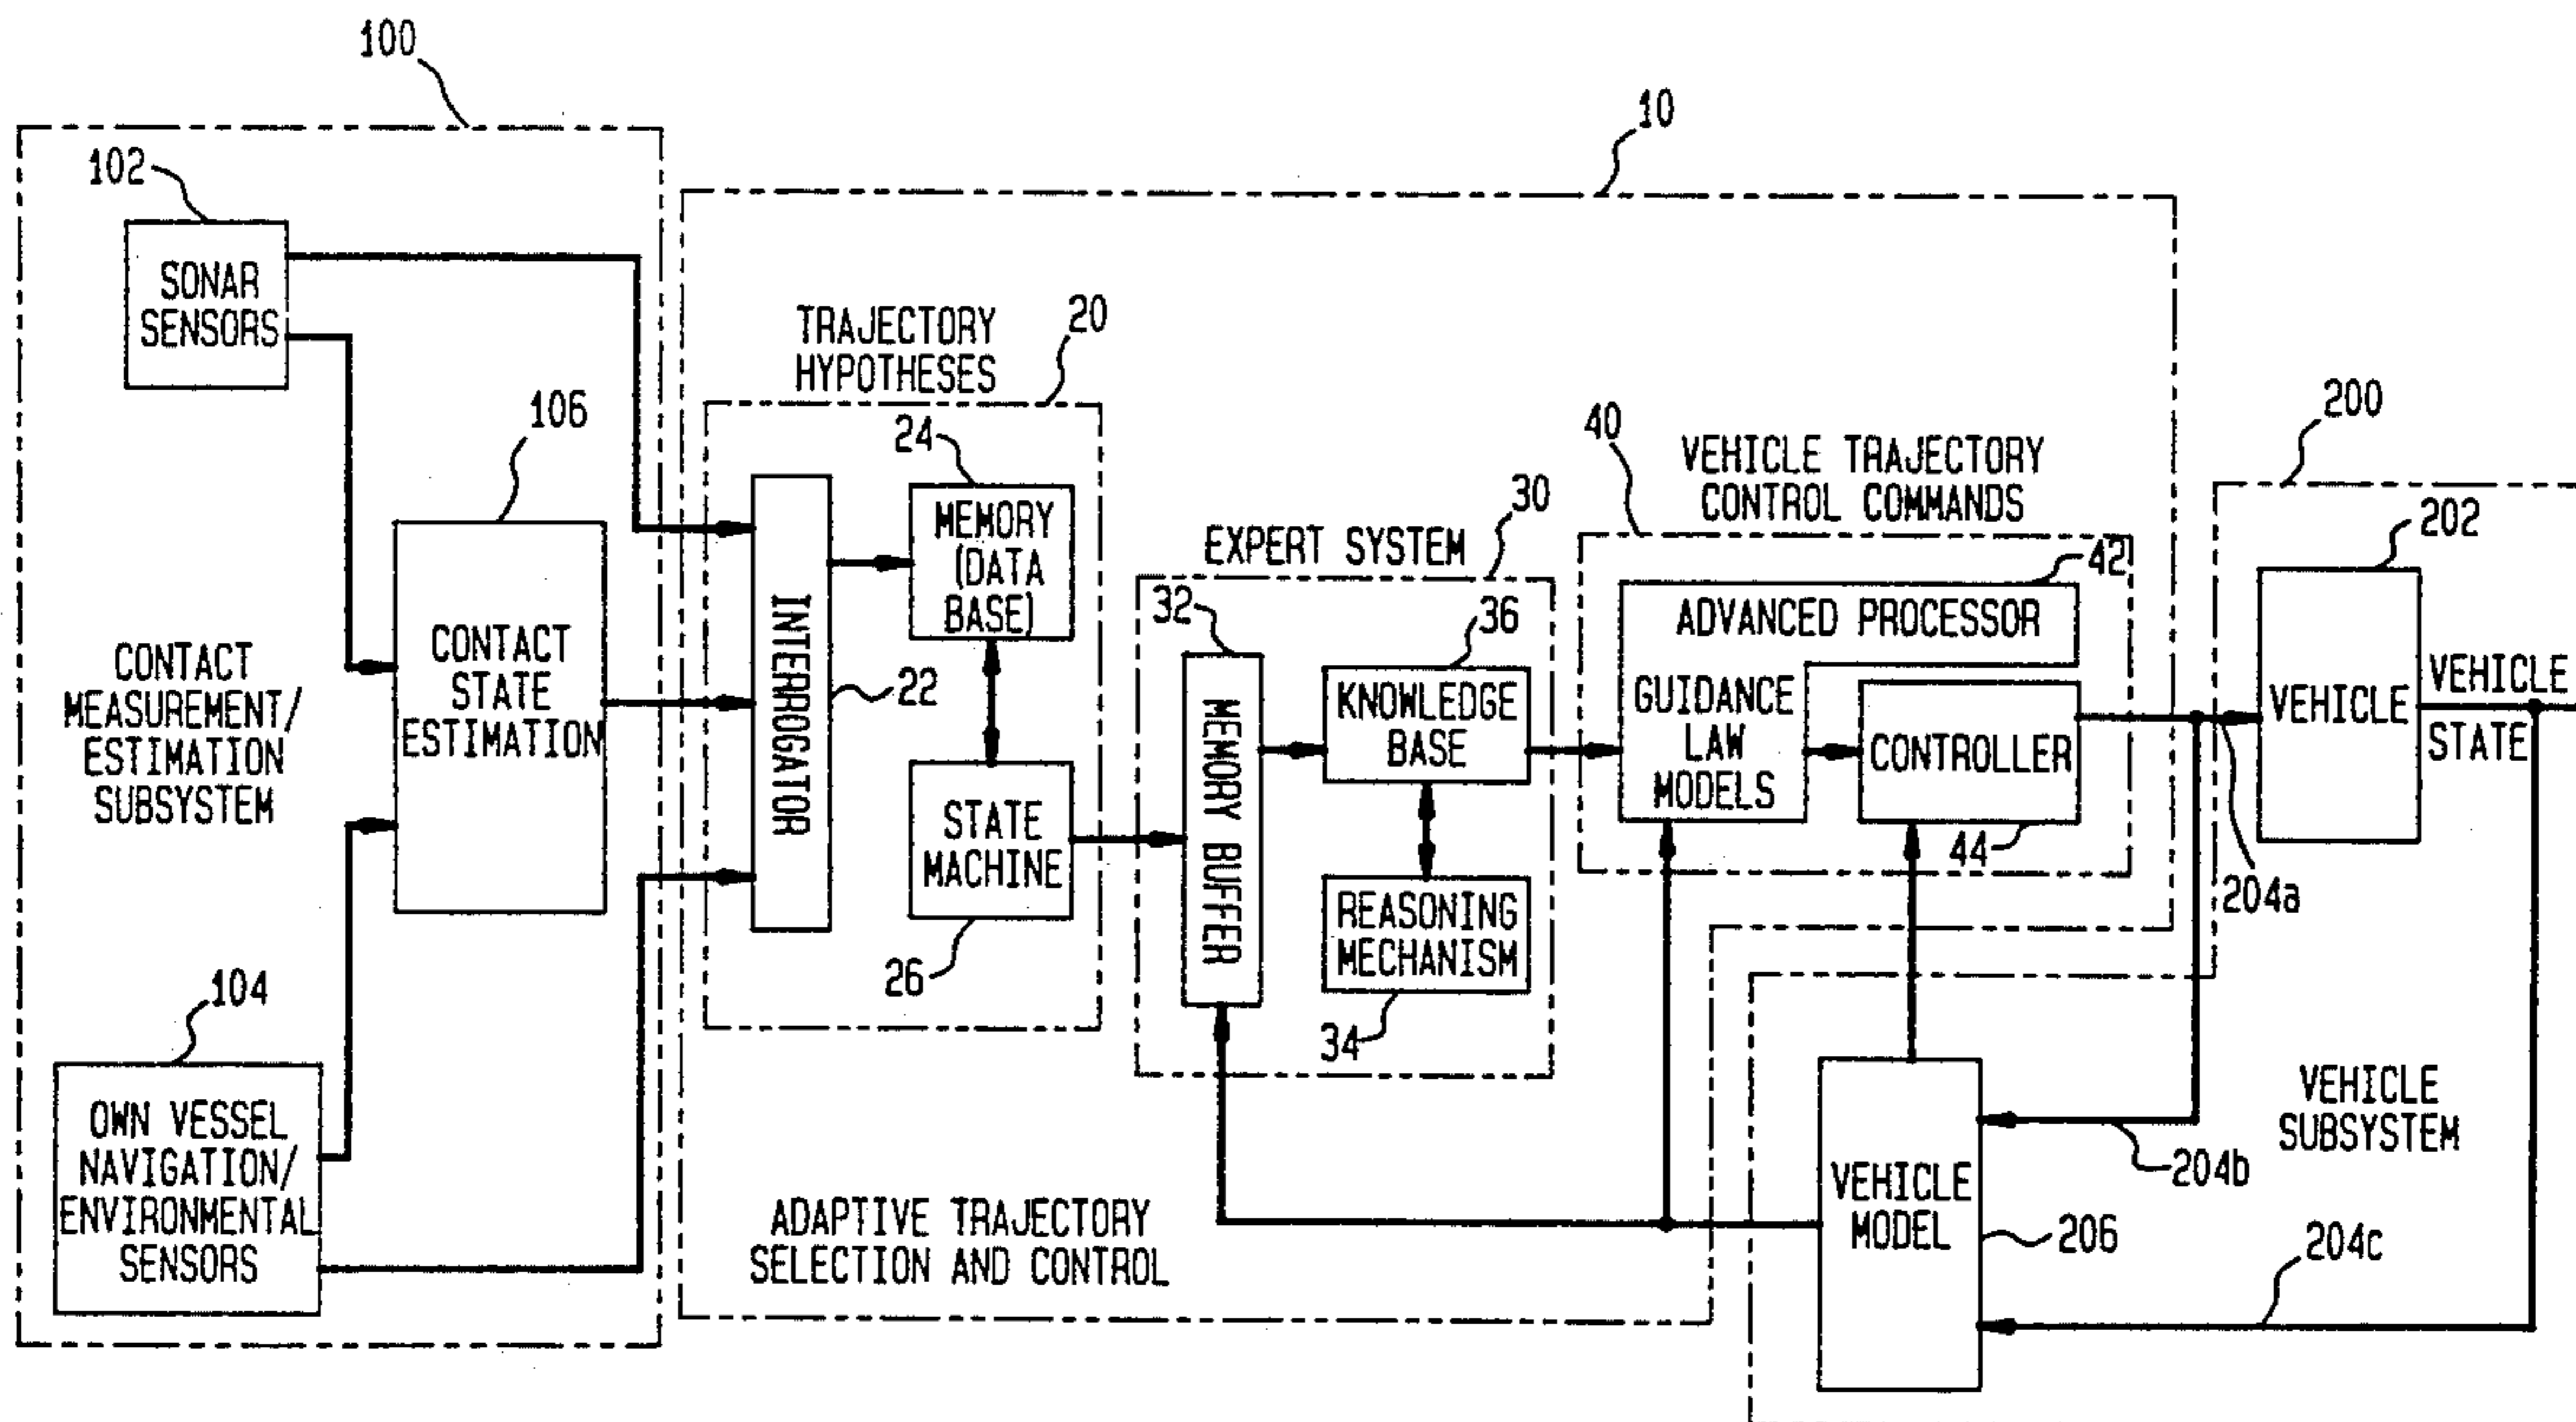 100
10
102
SONAR
SENSORS
106
CONTACT
STATE
ESTIMATION
CONTACT
MEASUREMENT/
ESTIMATION
SUBSYSTEM
104
OWN VESSEL
NAVIGATION/
ENVIRONMENTAL
SENSORS
TRAJECTORY
HYPOTHESES
20
INTERROGATOR
22
24
MEMORY
(DATA
BASE)
STATE
MACHINE
26
EXPERT SYSTEM
30
32
MEMORY BUFFER
36
KNOWLEDGE
BASE
REASONING
MECHANISM
34
40
VEHICLE TRAJECTORY
CONTROL COMMANDS
42
ADVANCED PROCESSOR
GUIDANCE
LAW
MODELS
CONTROLLER
44
ADAPTIVE TRAJECTORY
SELECTION AND CONTROL
200
202
VEHICLE
VEHICLE
STATE
204a
VEHICLE
SUBSYSTEM
204b
VEHICLE
MODEL
206
204c